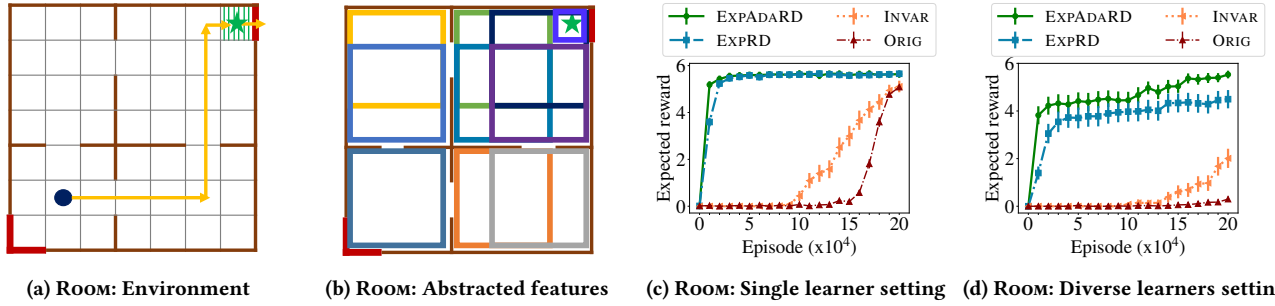 EXPADARD
EXPRD
INVAR
ORIG
Expected reward
6
4
2
0
0 5 10 15 20
Episode (x10⁴)
EXPADARD
EXPRD
INVAR
ORIG
Expected reward
6
4
2
0
0 5 10 15 20
Episode (x10⁴)
(a) ROOM: Environment
(b) ROOM: Abstracted features
(c) ROOM: Single learner setting
(d) ROOM: Diverse learners settin